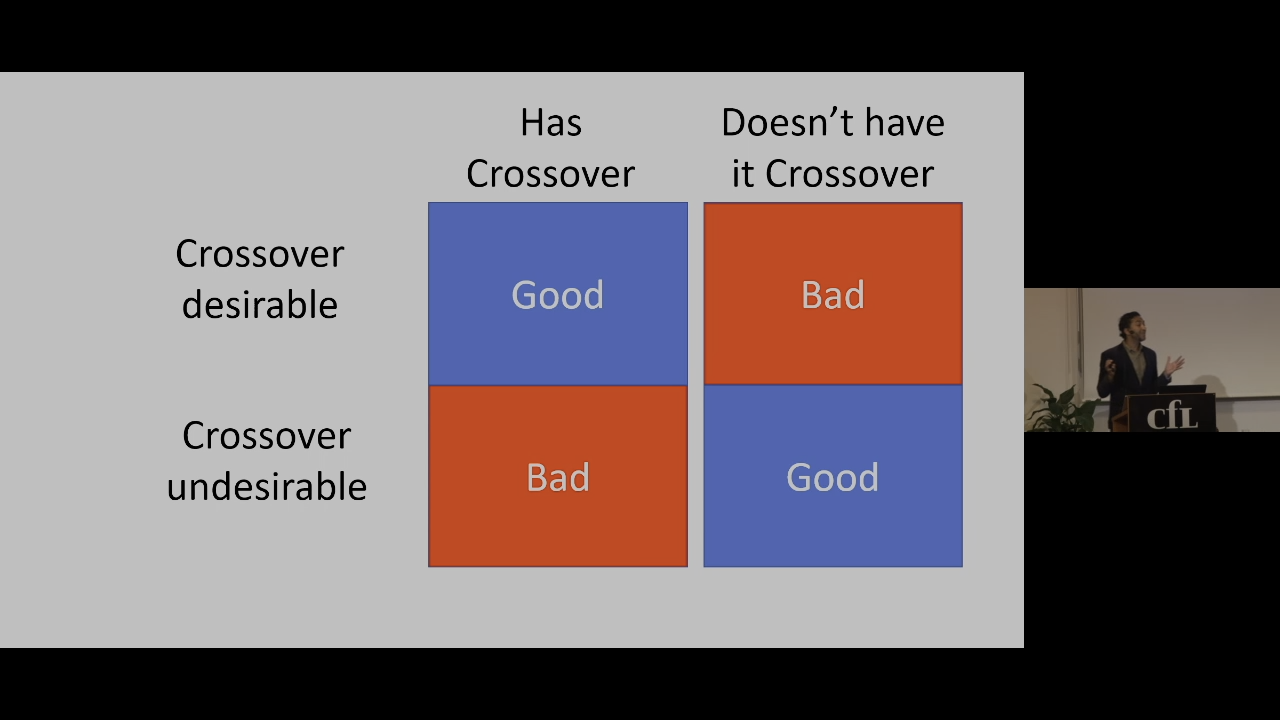 Has
Crossover
Doesn’t have
it Crossover
Crossover
desirable
Good
Bad
Crossover
undesirable
Bad
Good
cfL